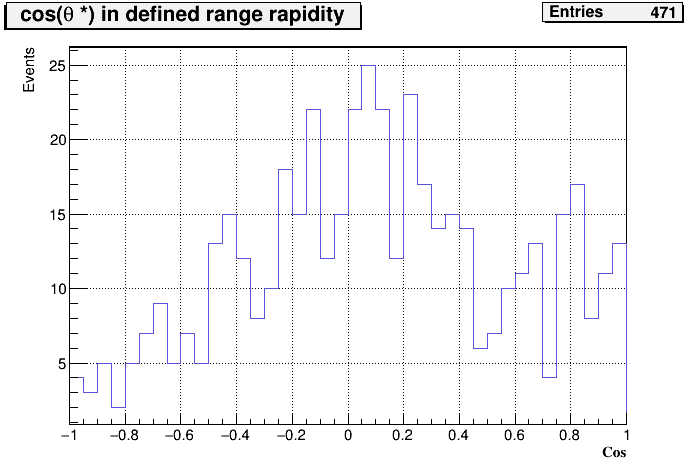 cos(θ *) in defined range rapidity
Entries 471
Events
25
20
15
10
5
−1 −0.8 −0.6 −0.4 −0.2 0 0.2 0.4 0.6 0.8 1
Cos